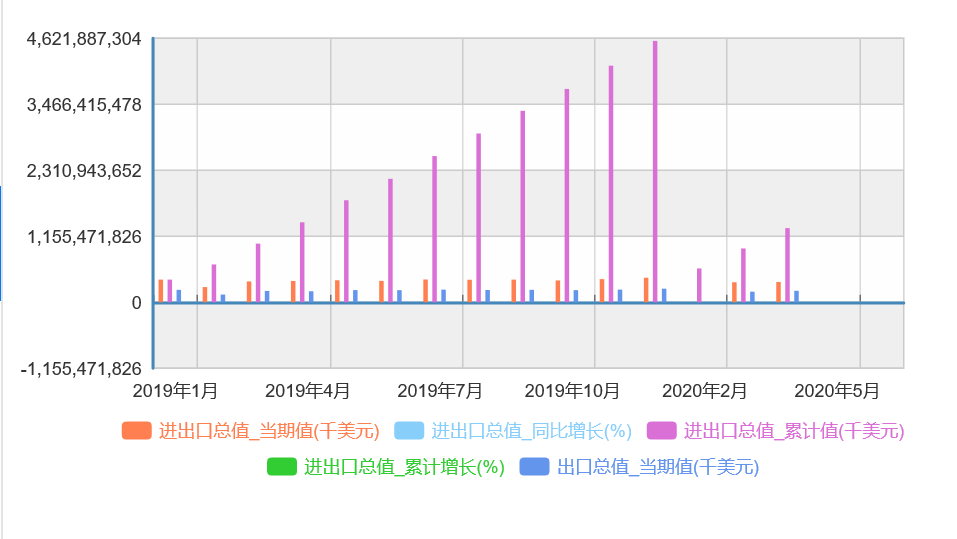 4,621,887,304
3,466,415,478
2,310,943,652
1,155,471,826
0
-1,155,471,826
2019年1月 2019年4月 2019年7月 2019年10月 2020年2月 2020年5月
进出口总值_当期值(千美元) 进出口总值_同比增长(%) 进出口总值_累计值(千美元)
进出口总值_累计增长(%) 出口总值_当期值(千美元)